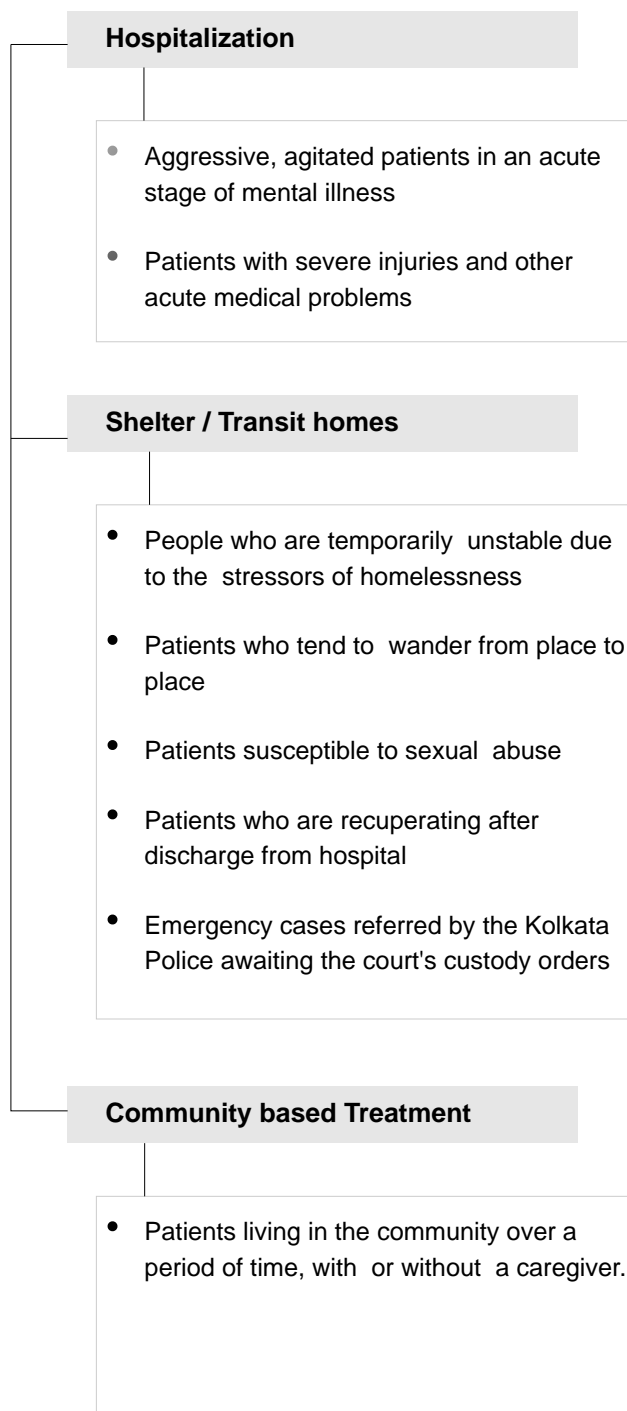 Hospitalization
• Aggressive, agitated patients in an acute
stage of mental illness
• Patients with severe injuries and other
acute medical problems
Shelter / Transit homes
• People who are temporarily unstable due
to the stressors of homelessness
• Patients who tend to wander from place to
place
• Patients susceptible to sexual abuse
• Patients who are recuperating after
discharge from hospital
• Emergency cases referred by the Kolkata
Police awaiting the court's custody orders
Community based Treatment
• Patients living in the community over a
period of time, with or without a caregiver.